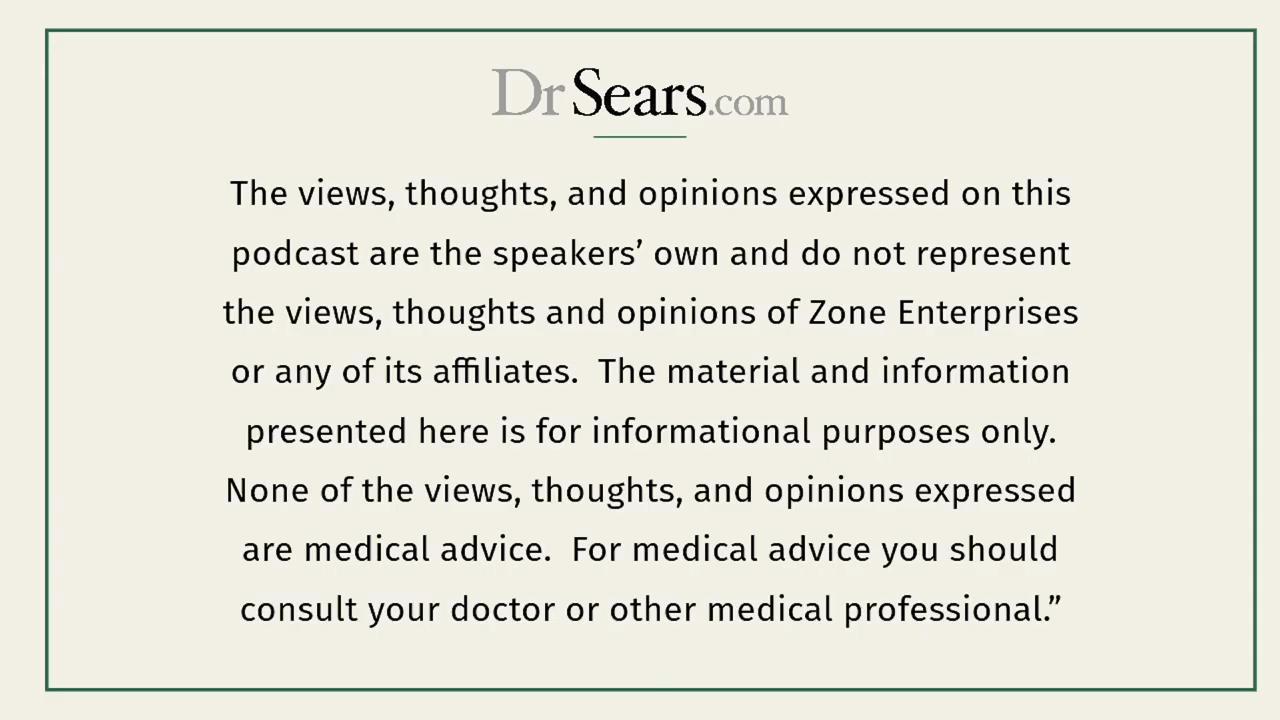 DrSears.com
The views, thoughts, and opinions expressed on this
podcast are the speakers’ own and do not represent
the views, thoughts and opinions of Zone Enterprises
or any of its affiliates.  The material and information
presented here is for informational purposes only.
None of the views, thoughts, and opinions expressed
are medical advice.  For medical advice you should
consult your doctor or other medical professional.”